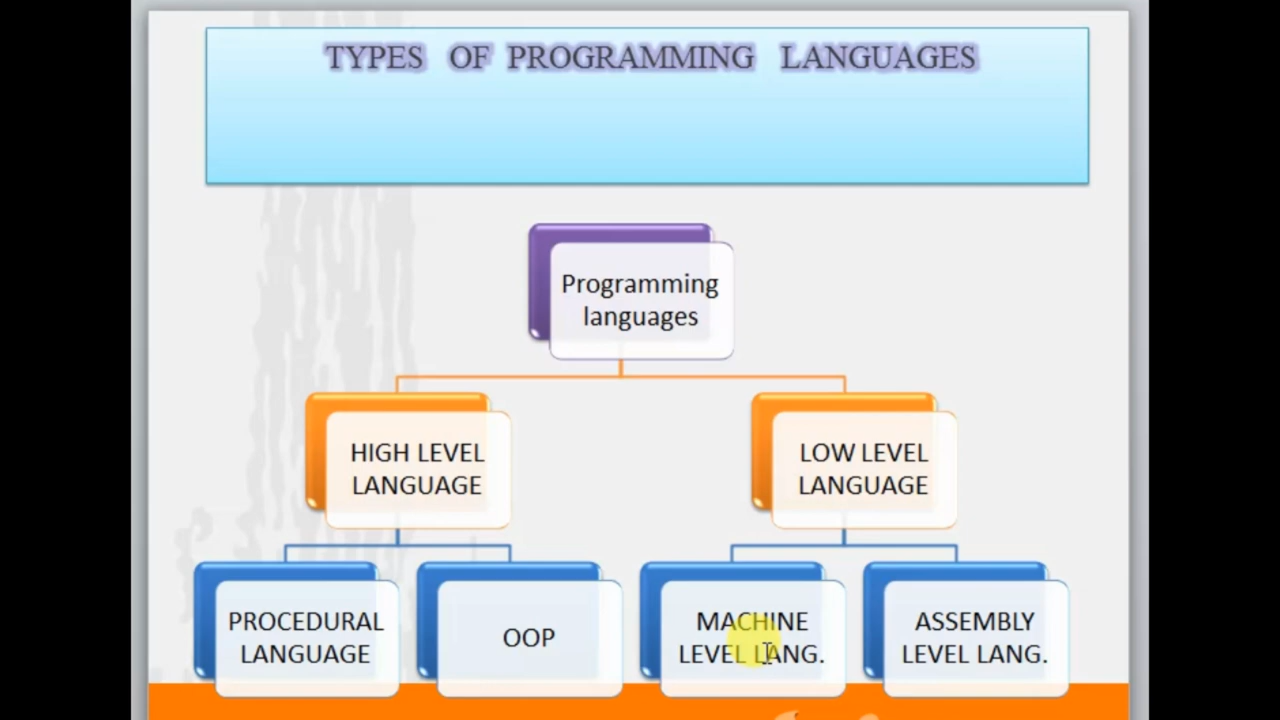 TYPES OF PROGRAMMING LANGUAGES
Programming
languages
HIGH LEVEL
LANGUAGE
LOW LEVEL
LANGUAGE
PROCEDURAL
LANGUAGE
OOP
MACHINE
LEVEL LANG.
ASSEMBLY
LEVEL LANG.